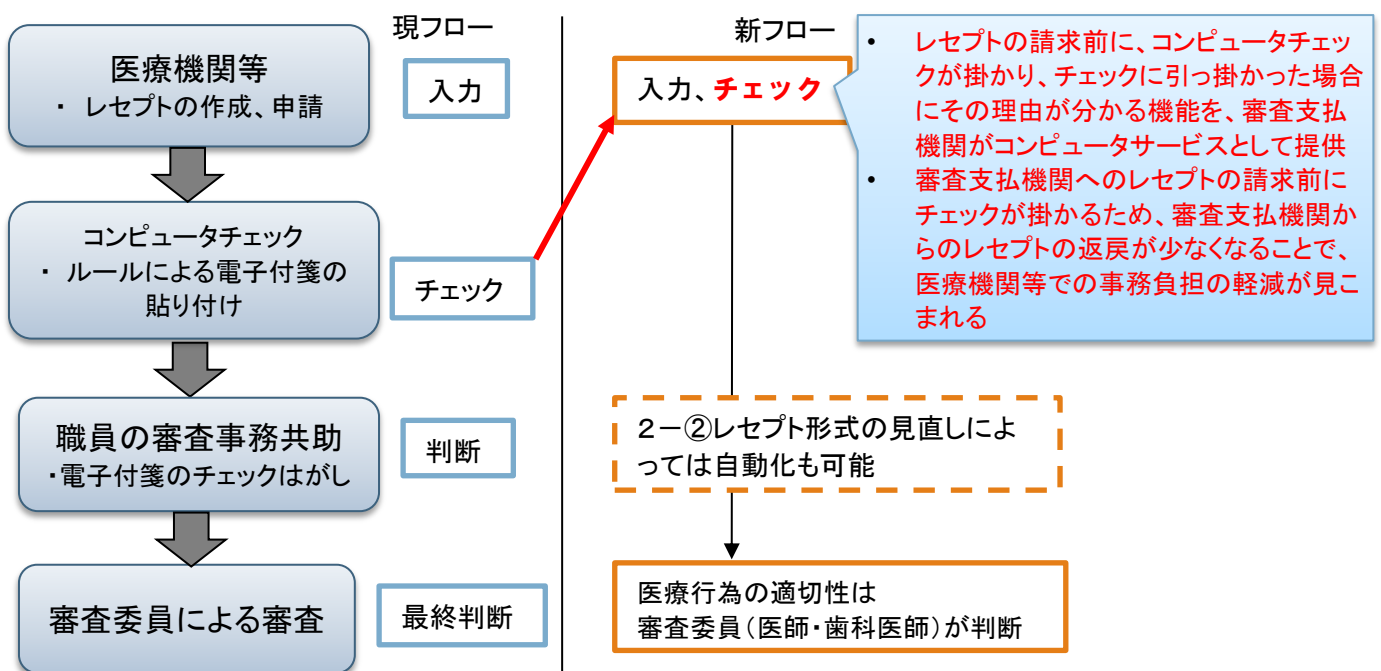 現フロー
医療機関等
・ レセプトの作成、申請
入力
コンピュータチェック
・ ルールによる電子付箋の
貼り付け
チェック
職員の審査事務共助
・電子付箋のチェックはがし
判断
審査委員による審査
最終判断
新フロー
入力、チェック
• レセプトの請求前に、コンピュータチェッ
クが掛かり、チェックに引っ掛かった場合
にその理由が分かる機能を、審査支払
機関がコンピュータサービスとして提供
• 審査支払機関へのレセプトの請求前に
チェックが掛かるため、審査支払機関か
らのレセプトの返戻が少なくなることで、
医療機関等での事務負担の軽減が見こ
まれる
2-②レセプト形式の見直しによ
っては自動化も可能
医療行為の適切性は
審査委員(医師・歯科医師)が判断